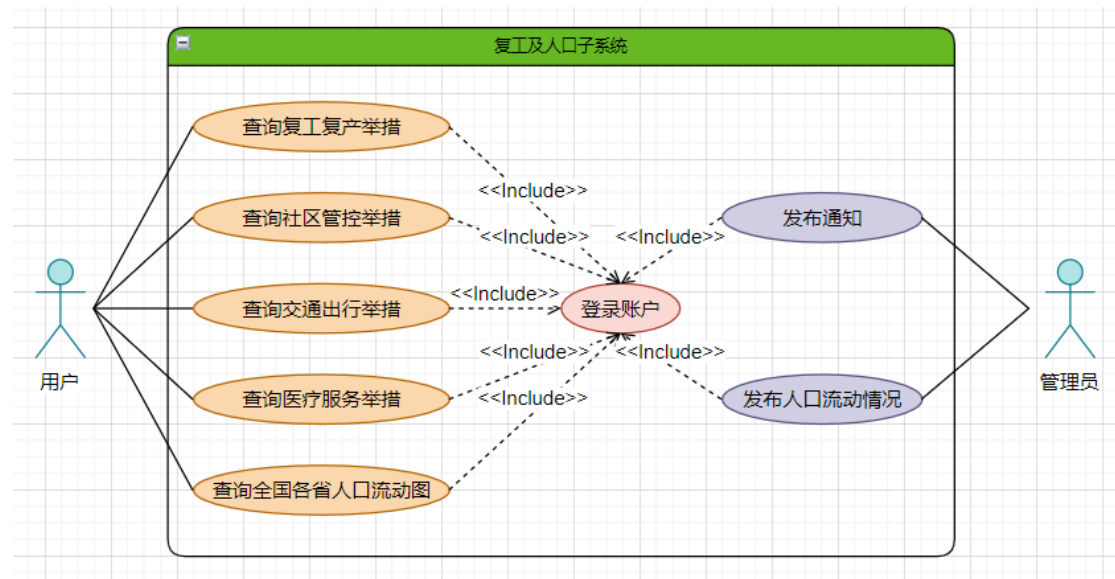 复工及人口子系统
查询复工复产举措
<<Include>>
查询社区管控举措
发布通知
<<Include>>
<<Include>>
<<Include>>
查询交通出行举措
登录账户
<<Include>>
<<Include>>
用户
管理员
查询医疗服务举措
<<Include>>
发布人口流动情况
查询全国各省人口流动图